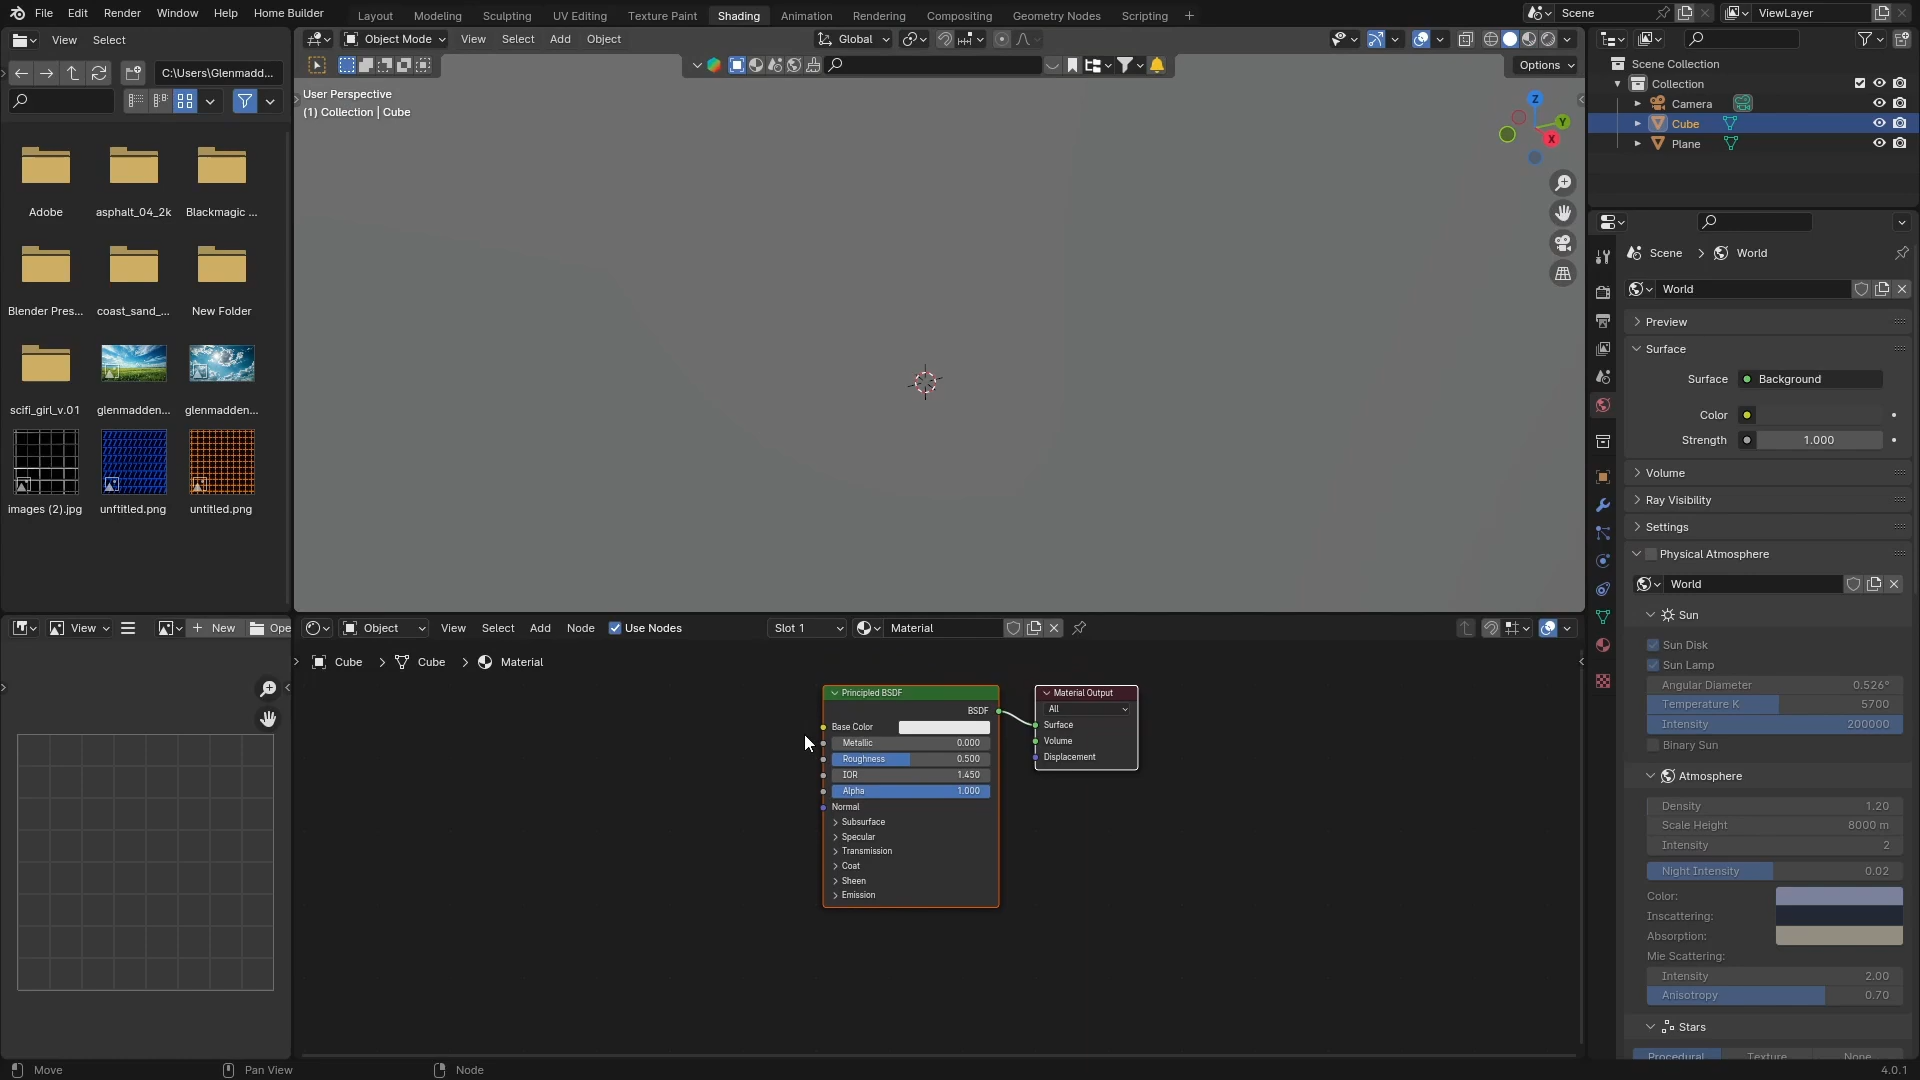 File Edit Render Window Help Home Builder Layout Modeling Sculpting UV Editing Texture Paint Shading Animation Rendering Compositing Geometry Nodes Scripting Scene ViewLayer
View Select
C:\Users\Glenmadd...
Adobe asphalt_04_2k Blackmagic ...
Blender Pres... coast_sand_... New Folder
scifi_girl_v.01 glenmadden... glenmadden...
images (2).jpg unftitled.png untitled.png
Object Mode View Select Add Object Global
Options
User Perspective
(1) Collection | Cube
Z
Y
X
Scene Collection
Collection
Camera
Cube
Plane
Scene > World
World
Preview
Surface
Surface Background
Color
Strength 1.000
Volume
Ray Visibility
Settings
Physical Atmosphere
World
Sun
Sun Disk
Sun Lamp
Angular Diameter 0.526°
Temperature K 5700
Intensity 200000
Binary Sun
Atmosphere
Density 1.20
Scale Height 8000 m
Intensity 2
Night Intensity 0.02
Color:
Inscattering:
Absorption:
Mie Scattering:
Intensity 2.00
Anisotropy 0.70
Stars
Procedural Texture None
View New Ope
Object View Select Add Node Use Nodes Slot 1 Material
Cube > Cube > Material
Principled BSDF
BSDF
Base Color
Metallic 0.000
Roughness 0.500
IOR 1.450
Alpha 1.000
Normal
Subsurface
Specular
Transmission
Coat
Sheen
Emission
Material Output
All
Surface
Volume
Displacement
Move Pan View Node 4.0.1